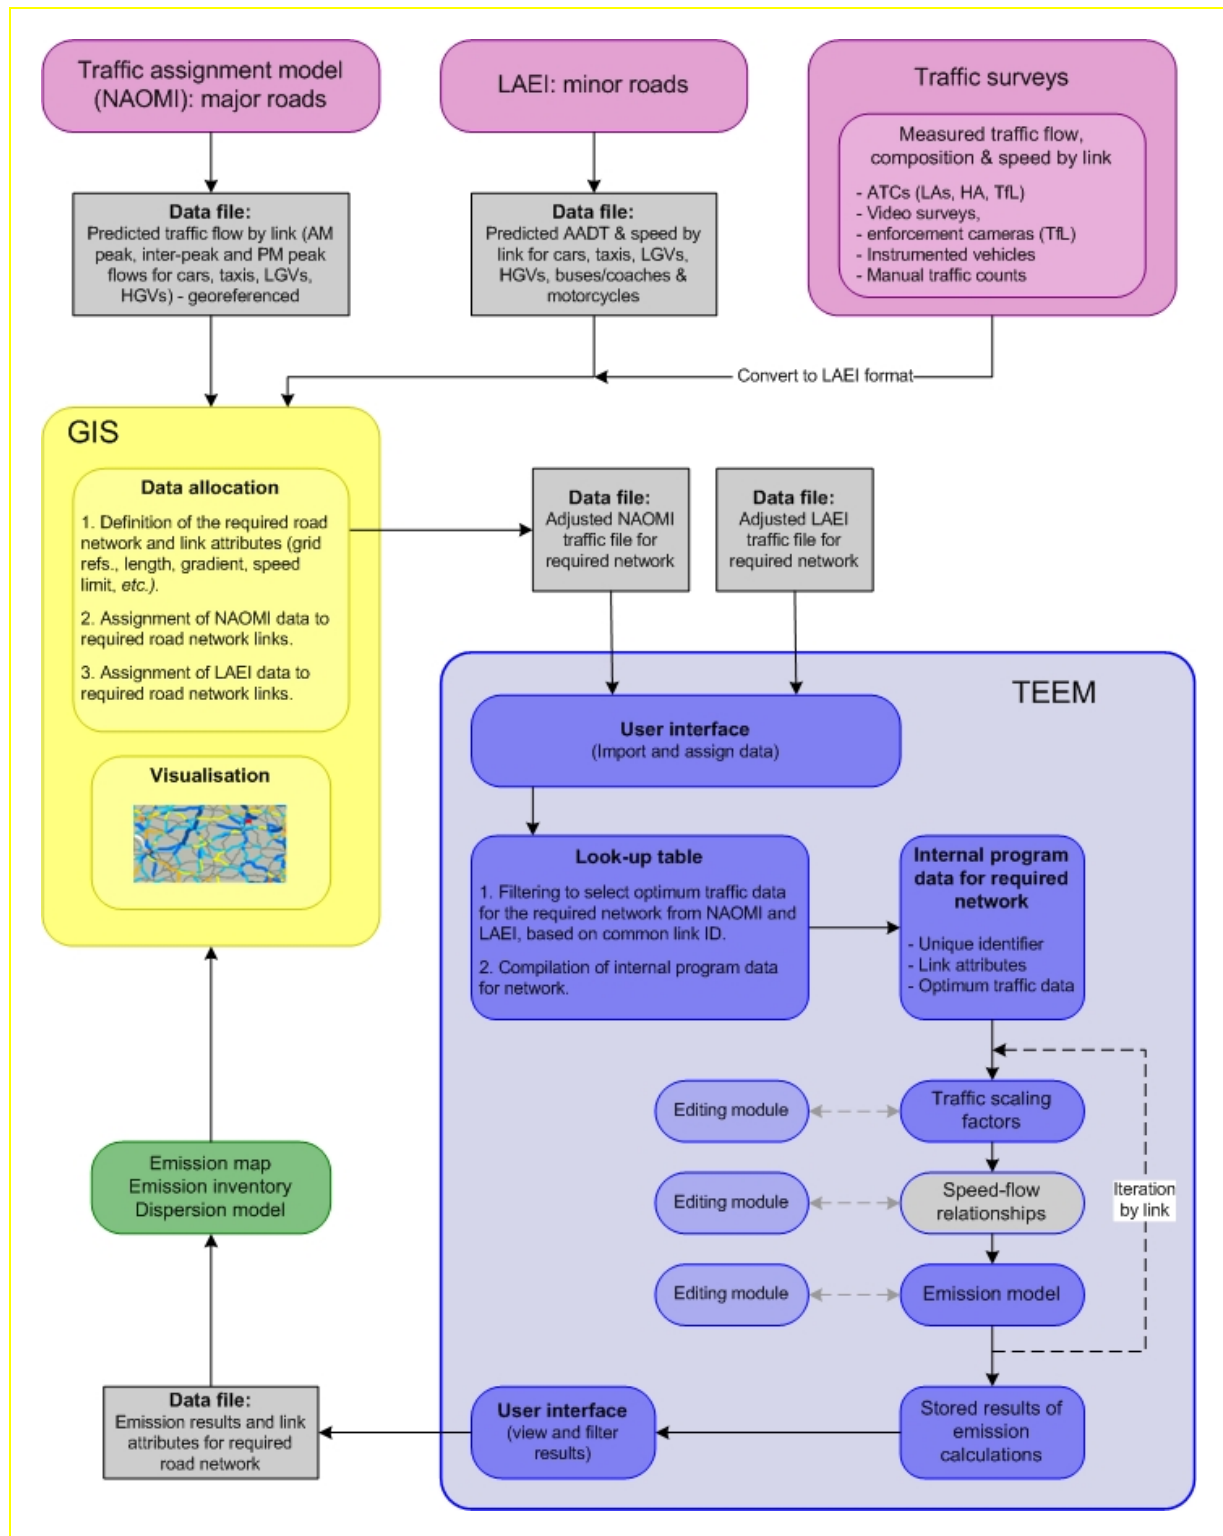 Traffic assignment model
(NAOMI): major roads
LAEI: minor roads
Traffic surveys
Measured traffic flow,
composition & speed by link
- ATCs (LAs, HA, TfL)
- Video surveys,
- enforcement cameras (TfL)
- Instrumented vehicles
- Manual traffic counts
Data file:
Predicted traffic flow by link (AM
peak, inter-peak and PM peak
flows for cars, taxis, LGVs,
HGVs) - georeferenced
Data file:
Predicted AADT & speed by
link for cars, taxis, LGVs,
HGVs, buses/coaches &
motorcycles
Convert to LAEI format
GIS
Data allocation
1. Definition of the required road
network and link attributes (grid
refs., length, gradient, speed
limit, etc.).
2. Assignment of NAOMI data to
required road network links.
3. Assignment of LAEI data to
required road network links.
Visualisation
Data file:
Adjusted NAOMI
traffic file for
required network
Data file:
Adjusted LAEI
traffic file for
required network
TEEM
User interface
(Import and assign data)
Look-up table
1. Filtering to select optimum traffic data
for the required network from NAOMI and
LAEI, based on common link ID.
2. Compilation of internal program data
for network.
Internal program
data for required
network
- Unique identifier
- Link attributes
- Optimum traffic data
Editing module
Traffic scaling
factors
Editing module
Speed-flow
relationships
Iteration
by link
Editing module
Emission model
Emission map
Emission inventory
Dispersion model
Data file:
Emission results and link
attributes for required
road network
User interface
(view and filter
results)
Stored results of
emission
calculations